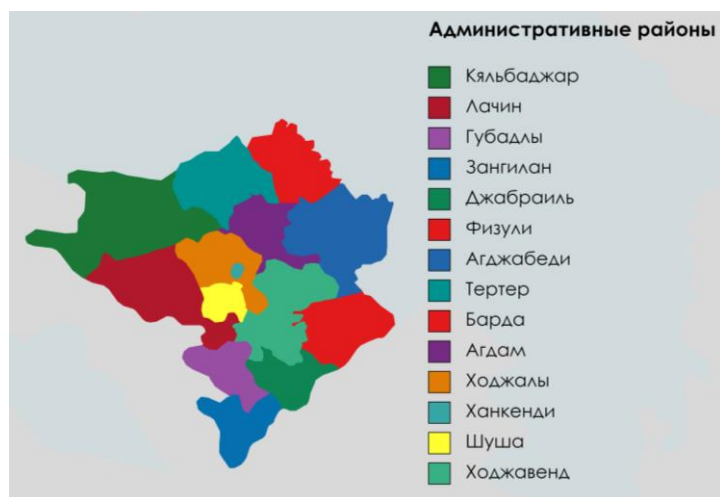 Административные районы
Кяльбаджар
Лачин
Губадлы
Зангилан
Джабраиль
Физули
Агджабеди
Тертер
Барда
Агдам
Ходжалы
Ханкенди
Шуша
Ходжавенд